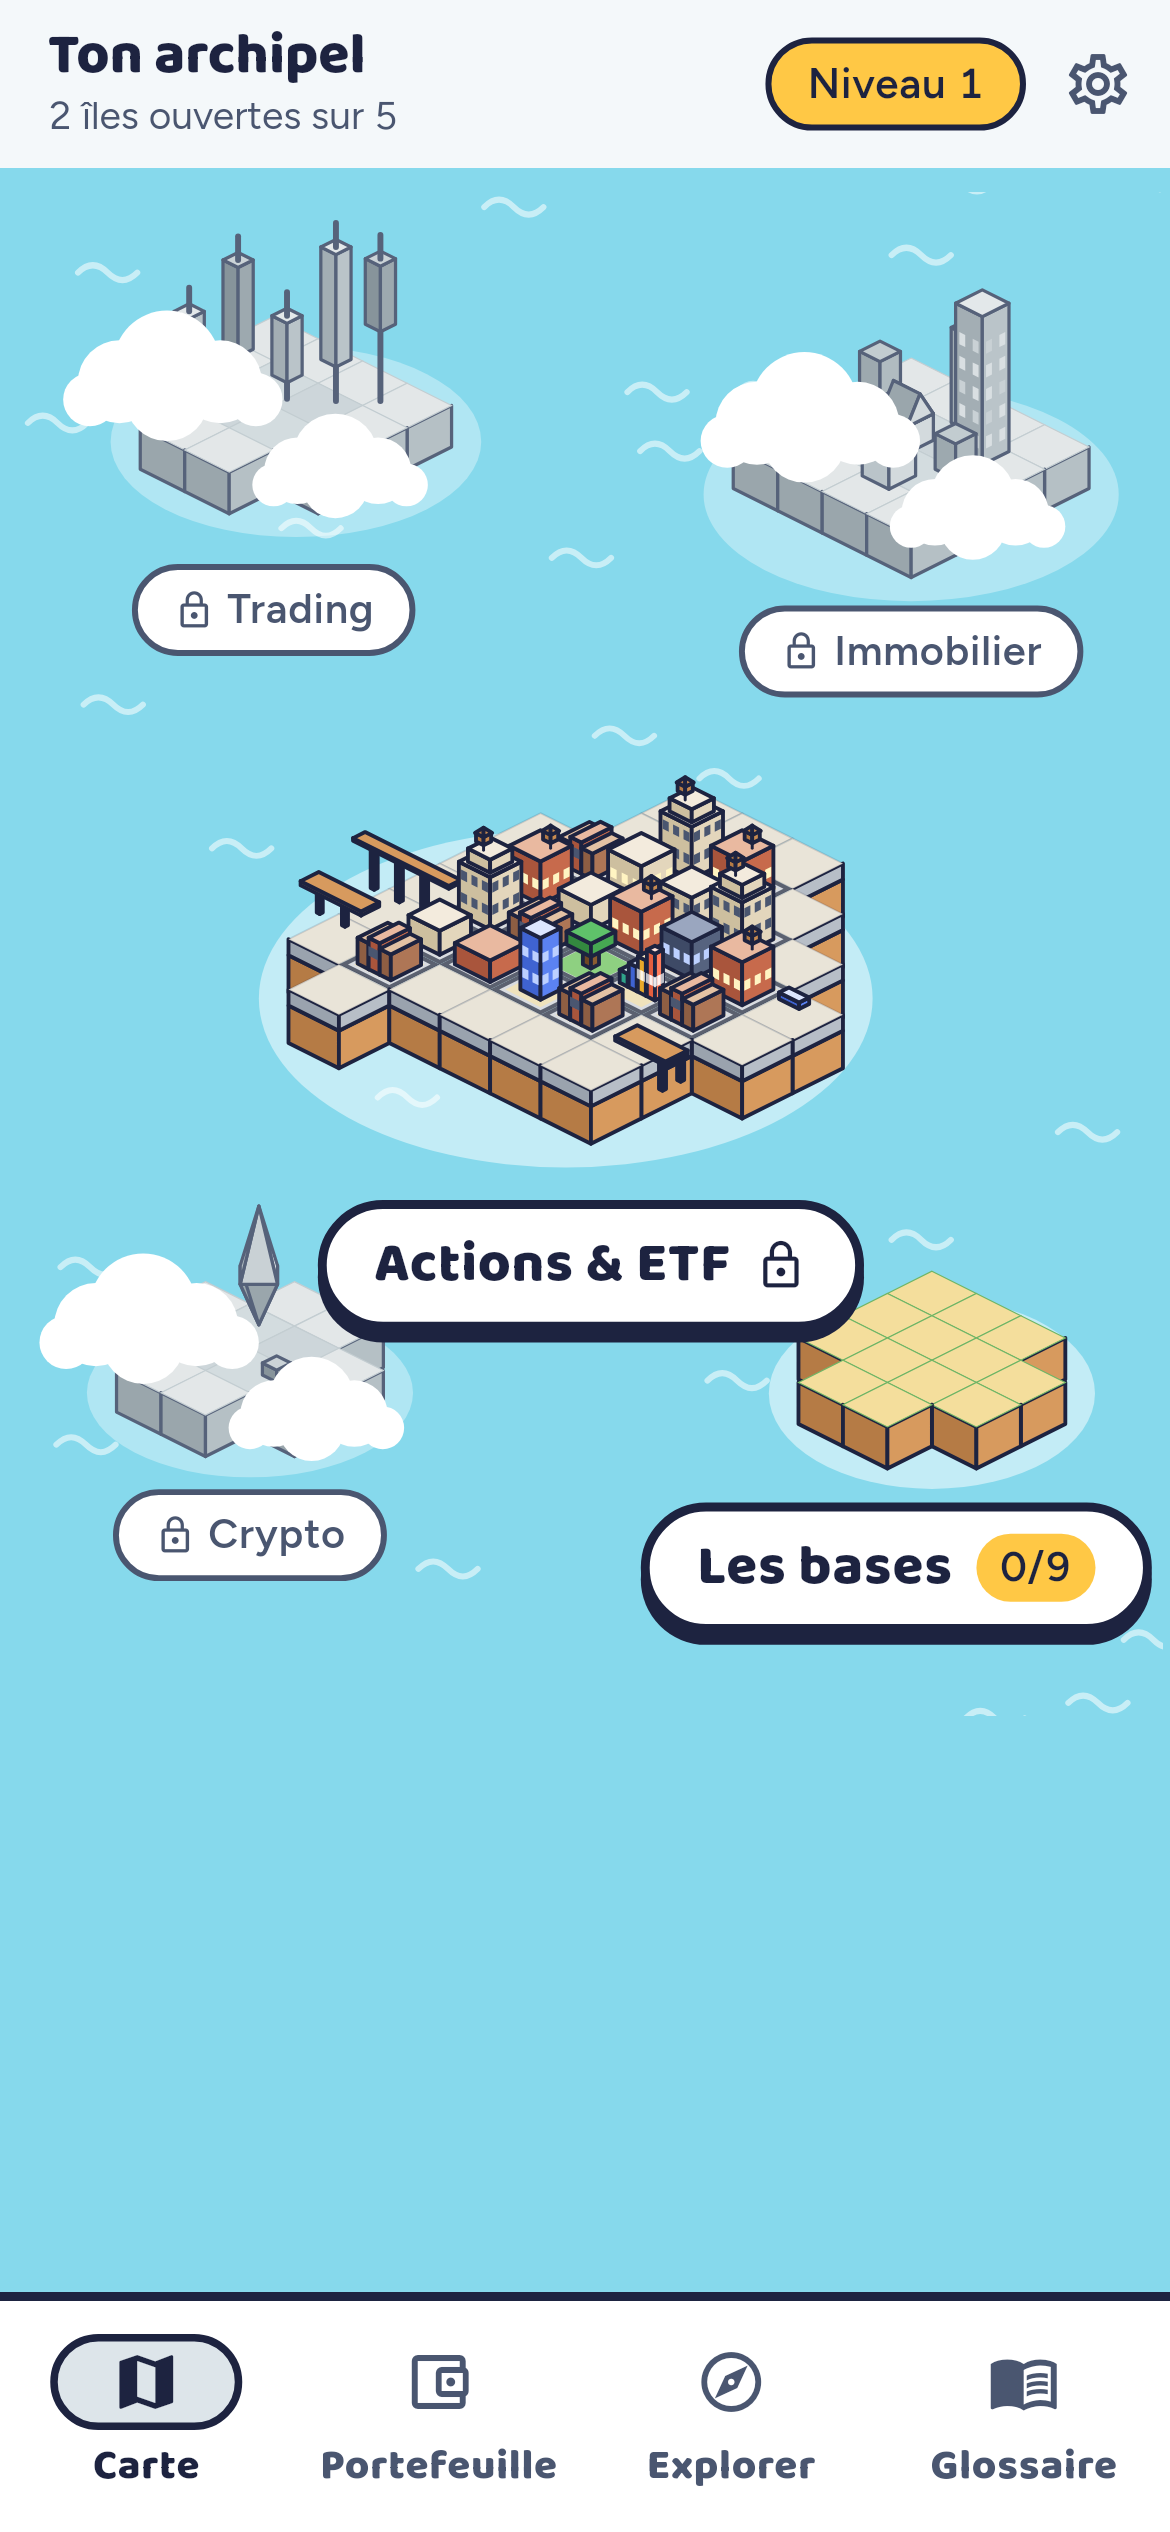 Ton archipel
2 îles ouvertes sur 5
Niveau 1
Trading
Immobilier
Actions & ETF
Crypto
Les bases 0/9
Carte
Portefeuille
Explorer
Glossaire